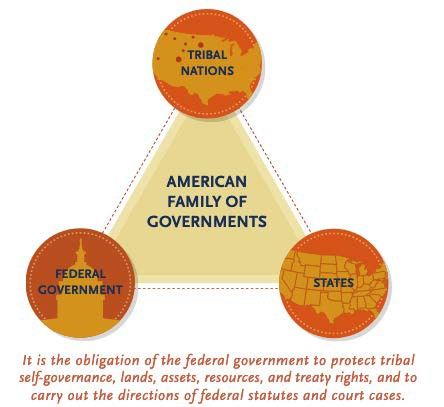 TRIBAL
NATIONS
AMERICAN
FAMILY OF
GOVERNMENTS
FEDERAL
GOVERNMENT
STATES
It is the obligation of the federal government to protect tribal
self-governance, lands, assets, resources, and treaty rights, and to
carry out the directions of federal statutes and court cases.